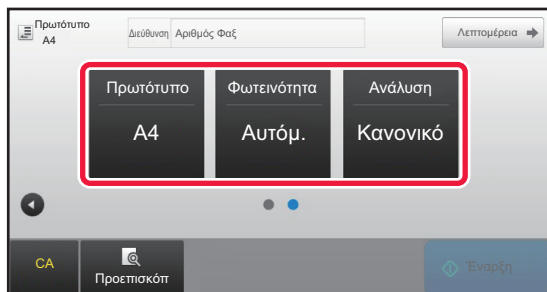 Πρωτότυπο
A4
Διεύθυνση Αριθμός Φαξ
Λεπτομέρεια
Πρωτότυπο
A4
Φωτεινότητα
Αυτόμ.
Ανάλυση
Κανονικό
CA
Προεπισκόπ
Έναρξη